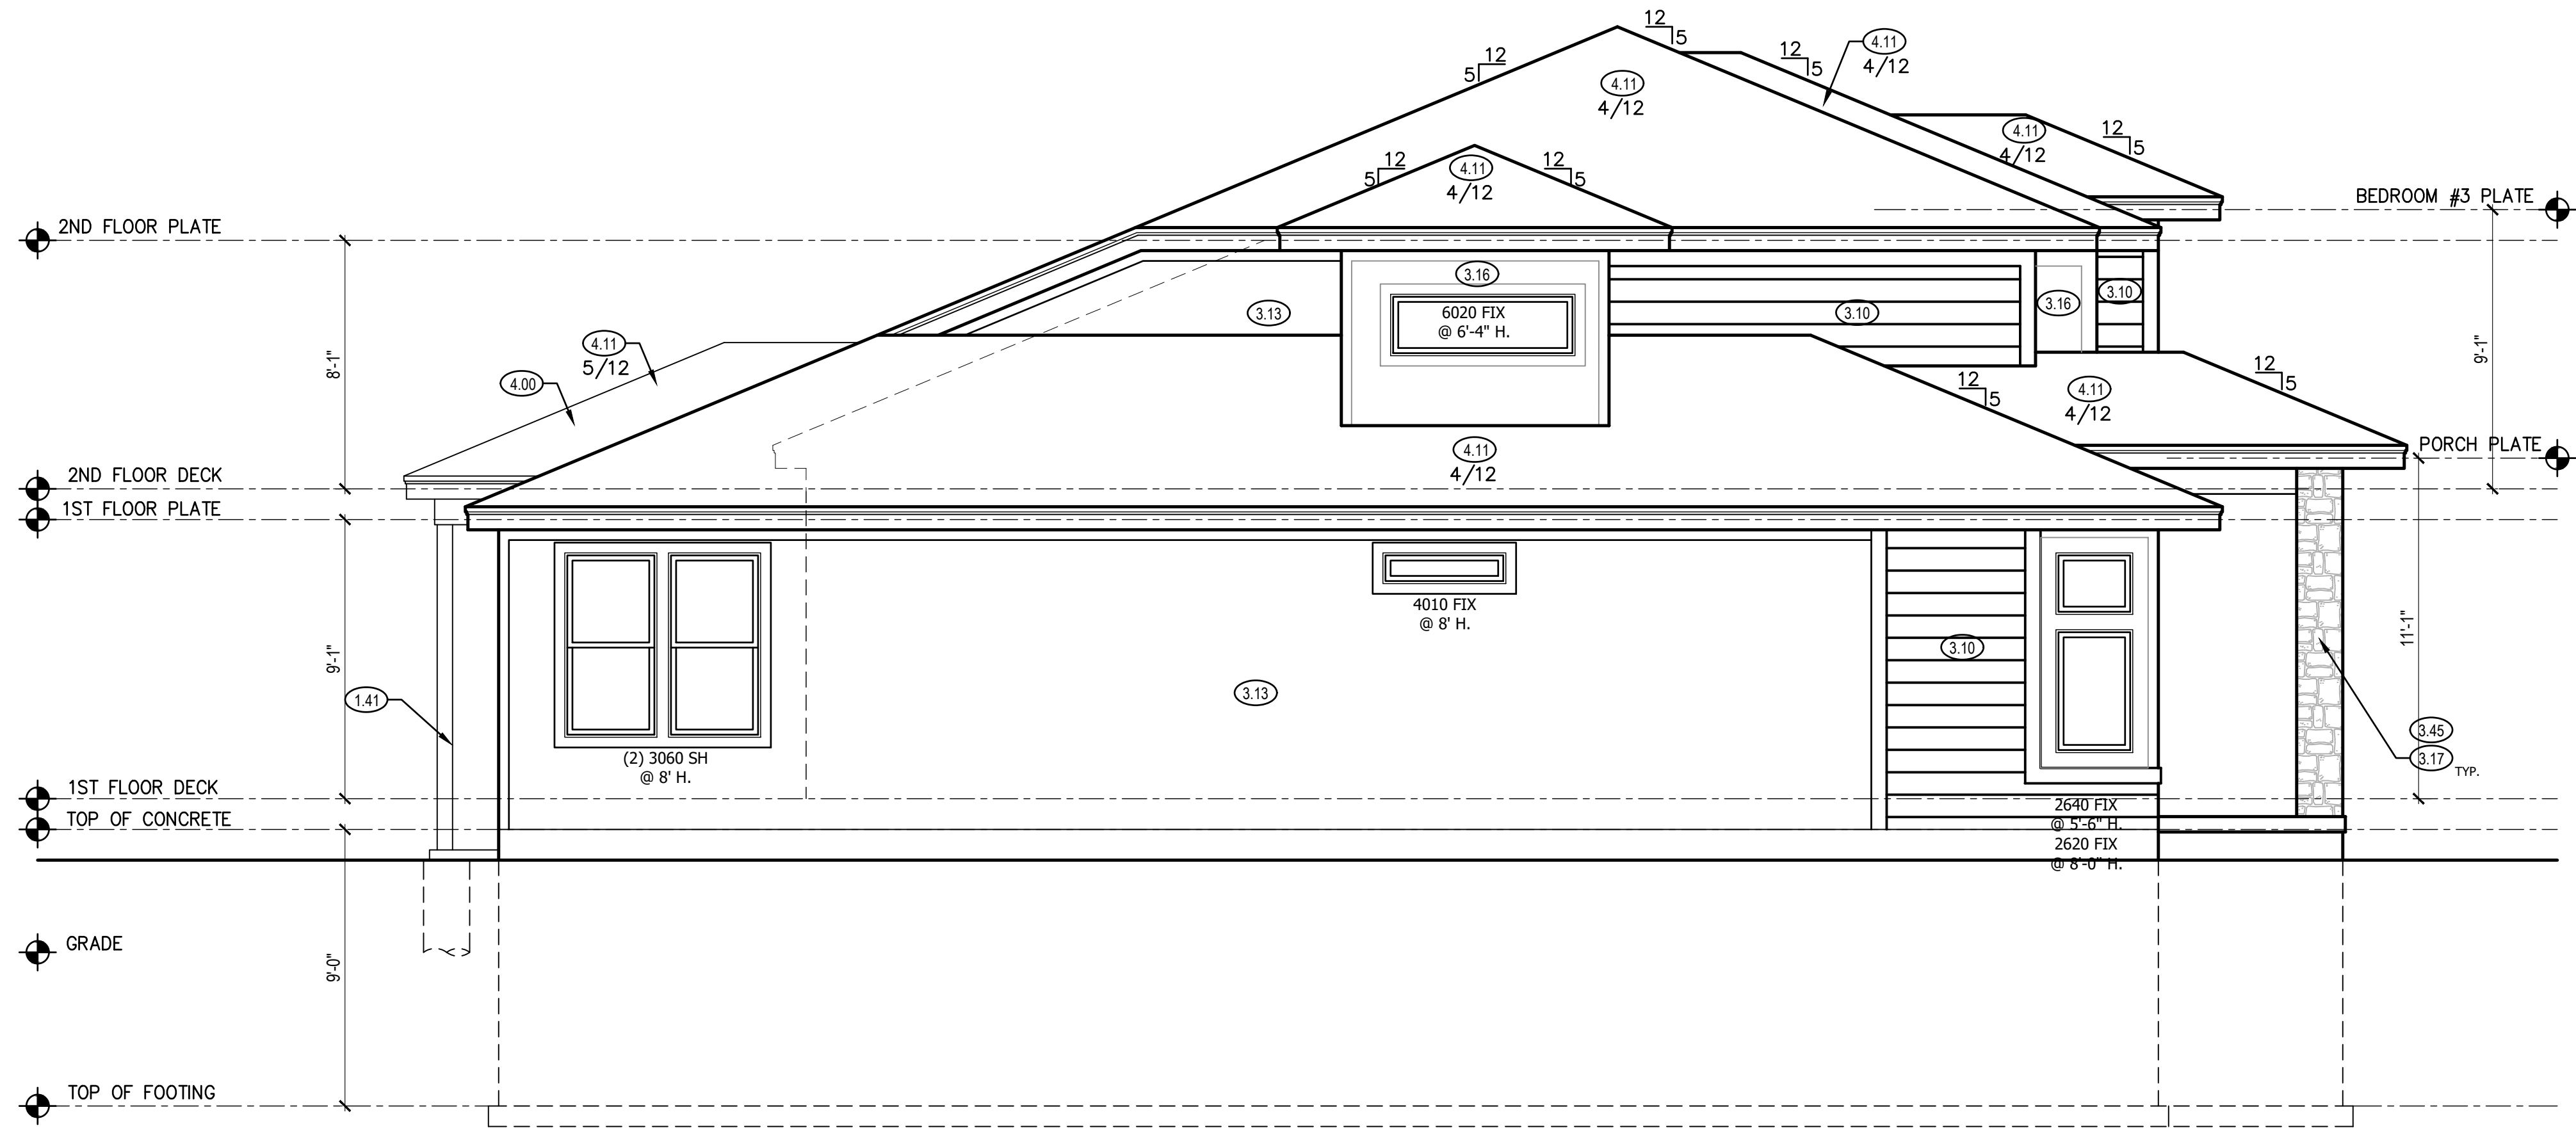 12
5
12
5
12
5
4.11
4/12
4.11
4/12
12
5
4.11
4/12
12
5
12
5
4.11
4/12
BEDROOM #3 PLATE
2ND FLOOR PLATE
3.16
6020 FIX
@ 6'-4" H.
3.13
3.10
3.16
3.10
8'-1"
9'-1"
4.11
5/12
4.00
12
5
12
5
4.11
4/12
4.11
4/12
PORCH PLATE
2ND FLOOR DECK
1ST FLOOR PLATE
4010 FIX
@ 8' H.
9'-1"
11'-1"
3.10
3.13
1.41
(2) 3060 SH
@ 8' H.
3.45
3.17
TYP.
1ST FLOOR DECK
TOP OF CONCRETE
2640 FIX
@ 5'-6" H.
2620 FIX
@ 8'-0" H.
GRADE
9'-0"
TOP OF FOOTING